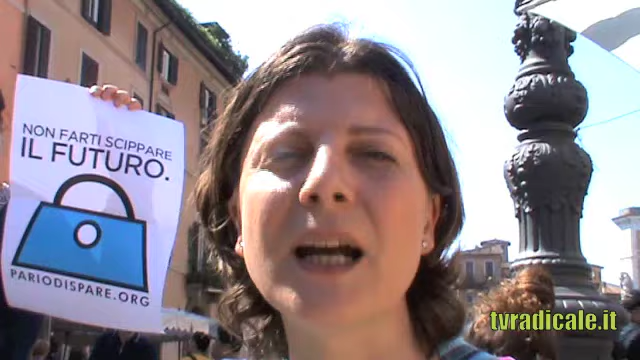 NON FARTI SCIPPARE
IL FUTURO.
PARIODISPARE.ORG
tvradicale.it